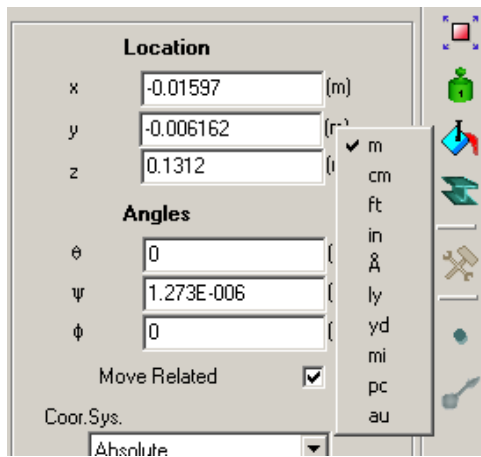 Location
x -0.01597 (m)
y -0.006162
z 0.1312
Angles
θ 0 (
ψ 1.273E-006 (
ϕ 0 (
Move Related
Coor.Sys.
Absolute
m
cm
ft
in
Å
ly
yd
mi
pc
au
1